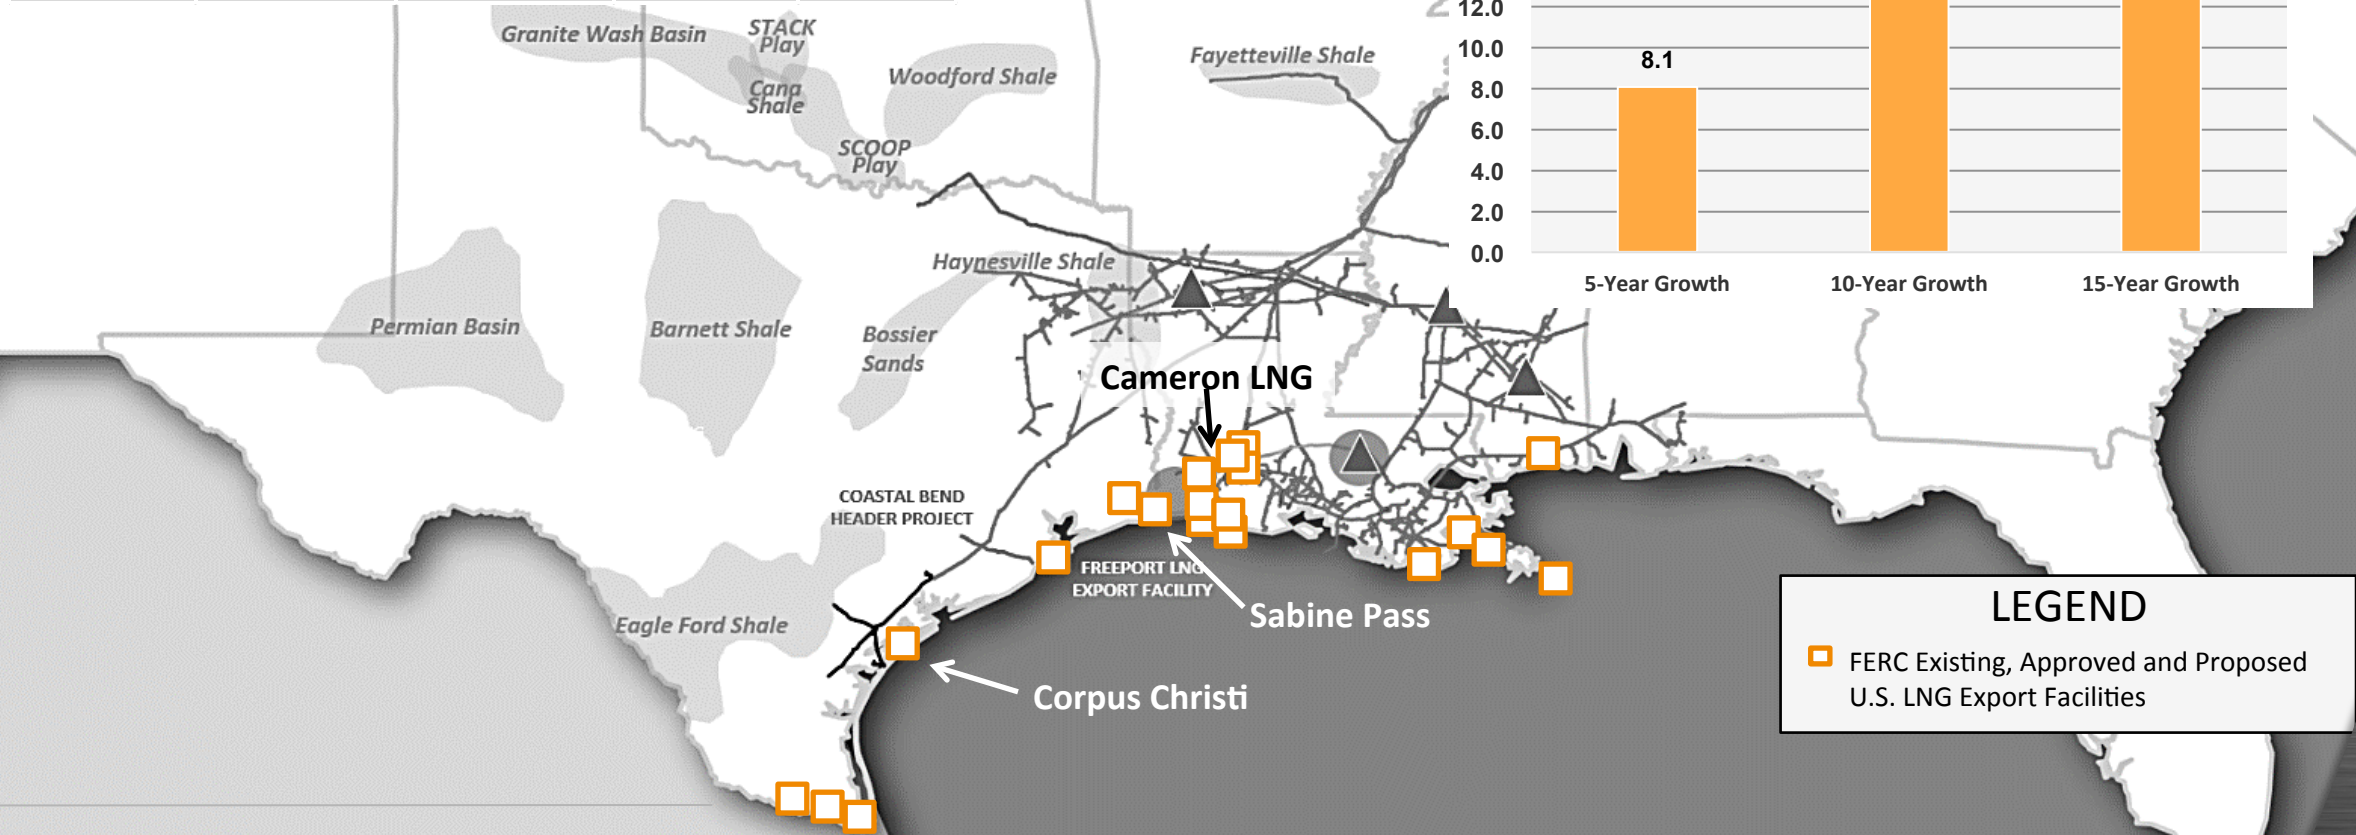 Granite Wash Basin
STACK
Play
Cana
Shale
Woodford Shale
SCOOP
Play
Fayetteville Shale
12.0
10.0
8.0
6.0
4.0
2.0
0.0
8.1
5-Year Growth
10-Year Growth
15-Year Growth
Haynesville Shale
Permian Basin
Barnett Shale
Bossier
Sands
Cameron LNG
COASTAL BEND
HEADER PROJECT
FREEPORT LNG
EXPORT FACILITY
Sabine Pass
Eagle Ford Shale
Corpus Christi
LEGEND
FERC Existing, Approved and Proposed
U.S. LNG Export Facilities